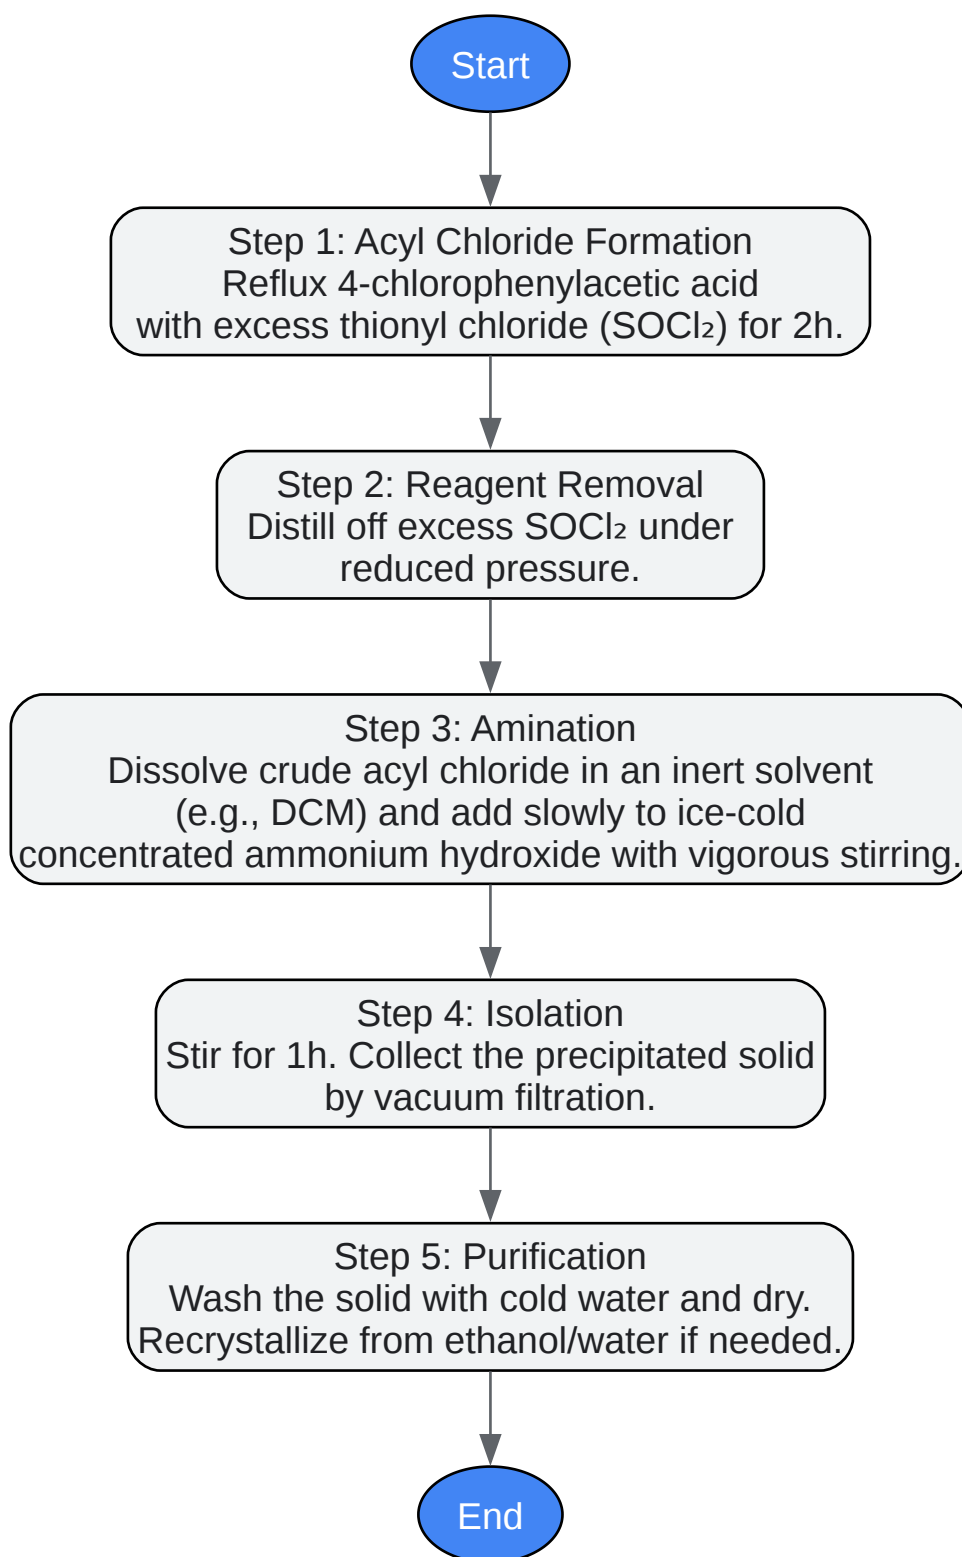 Start
Step 1: Acyl Chloride Formation
Reflux 4-chlorophenylacetic acid
with excess thionyl chloride (SOCl₂) for 2h.
Step 2: Reagent Removal
Distill off excess SOCl₂ under
reduced pressure.
Step 3: Amination
Dissolve crude acyl chloride in an inert solvent
(e.g., DCM) and add slowly to ice-cold
concentrated ammonium hydroxide with vigorous stirring.
Step 4: Isolation
Stir for 1h. Collect the precipitated solid
by vacuum filtration.
Step 5: Purification
Wash the solid with cold water and dry.
Recrystallize from ethanol/water if needed.
End